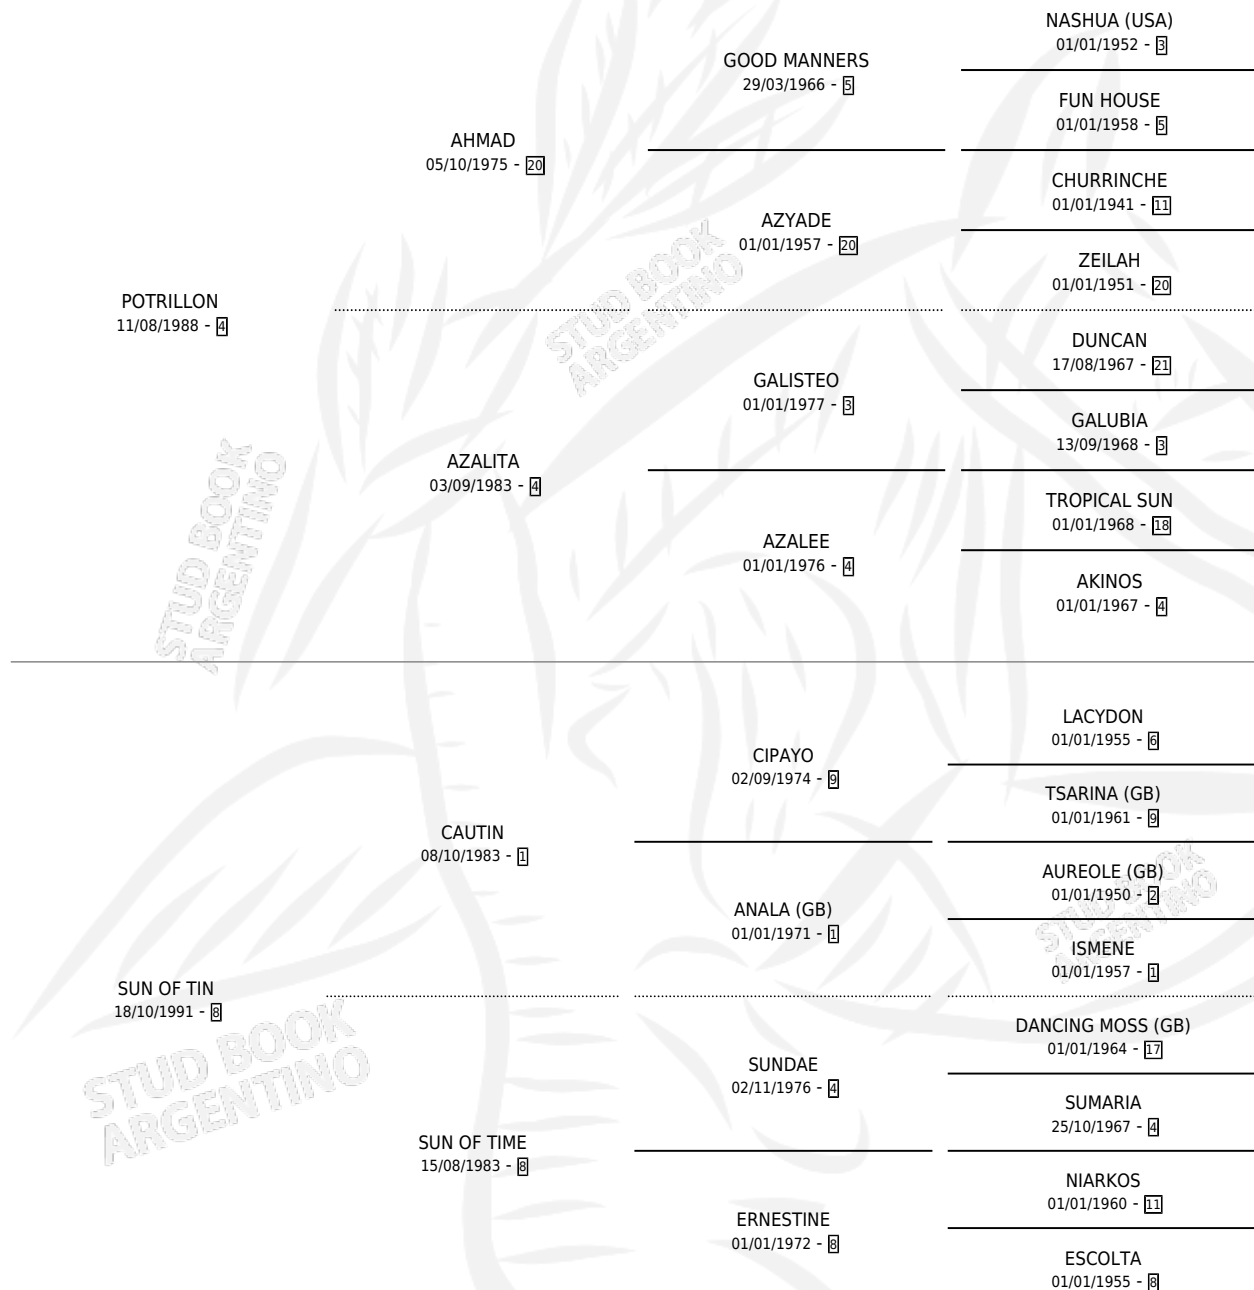 POTRILLON
11/08/1988 - 4
AHMAD
05/10/1975 - 20
AZALITA
03/09/1983 - 4
GOOD MANNERS
29/03/1966 - 5
AZYADE
01/01/1957 - 20
GALISTEO
01/01/1977 - 3
AZALEE
01/01/1976 - 4
NASHUA (USA)
01/01/1952 - 3
FUN HOUSE
01/01/1958 - 5
CHURRINCHE
01/01/1941 - 11
ZEILAH
01/01/1951 - 20
DUNCAN
17/08/1967 - 21
GALUBIA
13/09/1968 - 3
TROPICAL SUN
01/01/1968 - 18
AKINOS
01/01/1967 - 4
SUN OF TIN
18/10/1991 - 8
CAUTIN
08/10/1983 - 1
SUN OF TIME
15/08/1983 - 8
CIPAYO
02/09/1974 - 9
ANALA (GB)
01/01/1971 - 1
SUNDAE
02/11/1976 - 4
ERNESTINE
01/01/1972 - 8
LACYDON
01/01/1955 - 6
TSARINA (GB)
01/01/1961 - 9
AUREOLE (GB)
01/01/1950 - 2
ISMENE
01/01/1957 - 1
DANCING MOSS (GB)
01/01/1964 - 17
SUMARIA
25/10/1967 - 4
NIARKOS
01/01/1960 - 11
ESCOLTA
01/01/1955 - 8
STUD BOOK
ARGENTINO
STUD BOOK
ARGENTINO
STUD BOOK
ARGENTINO
STUD BOOK
ARGENTINO